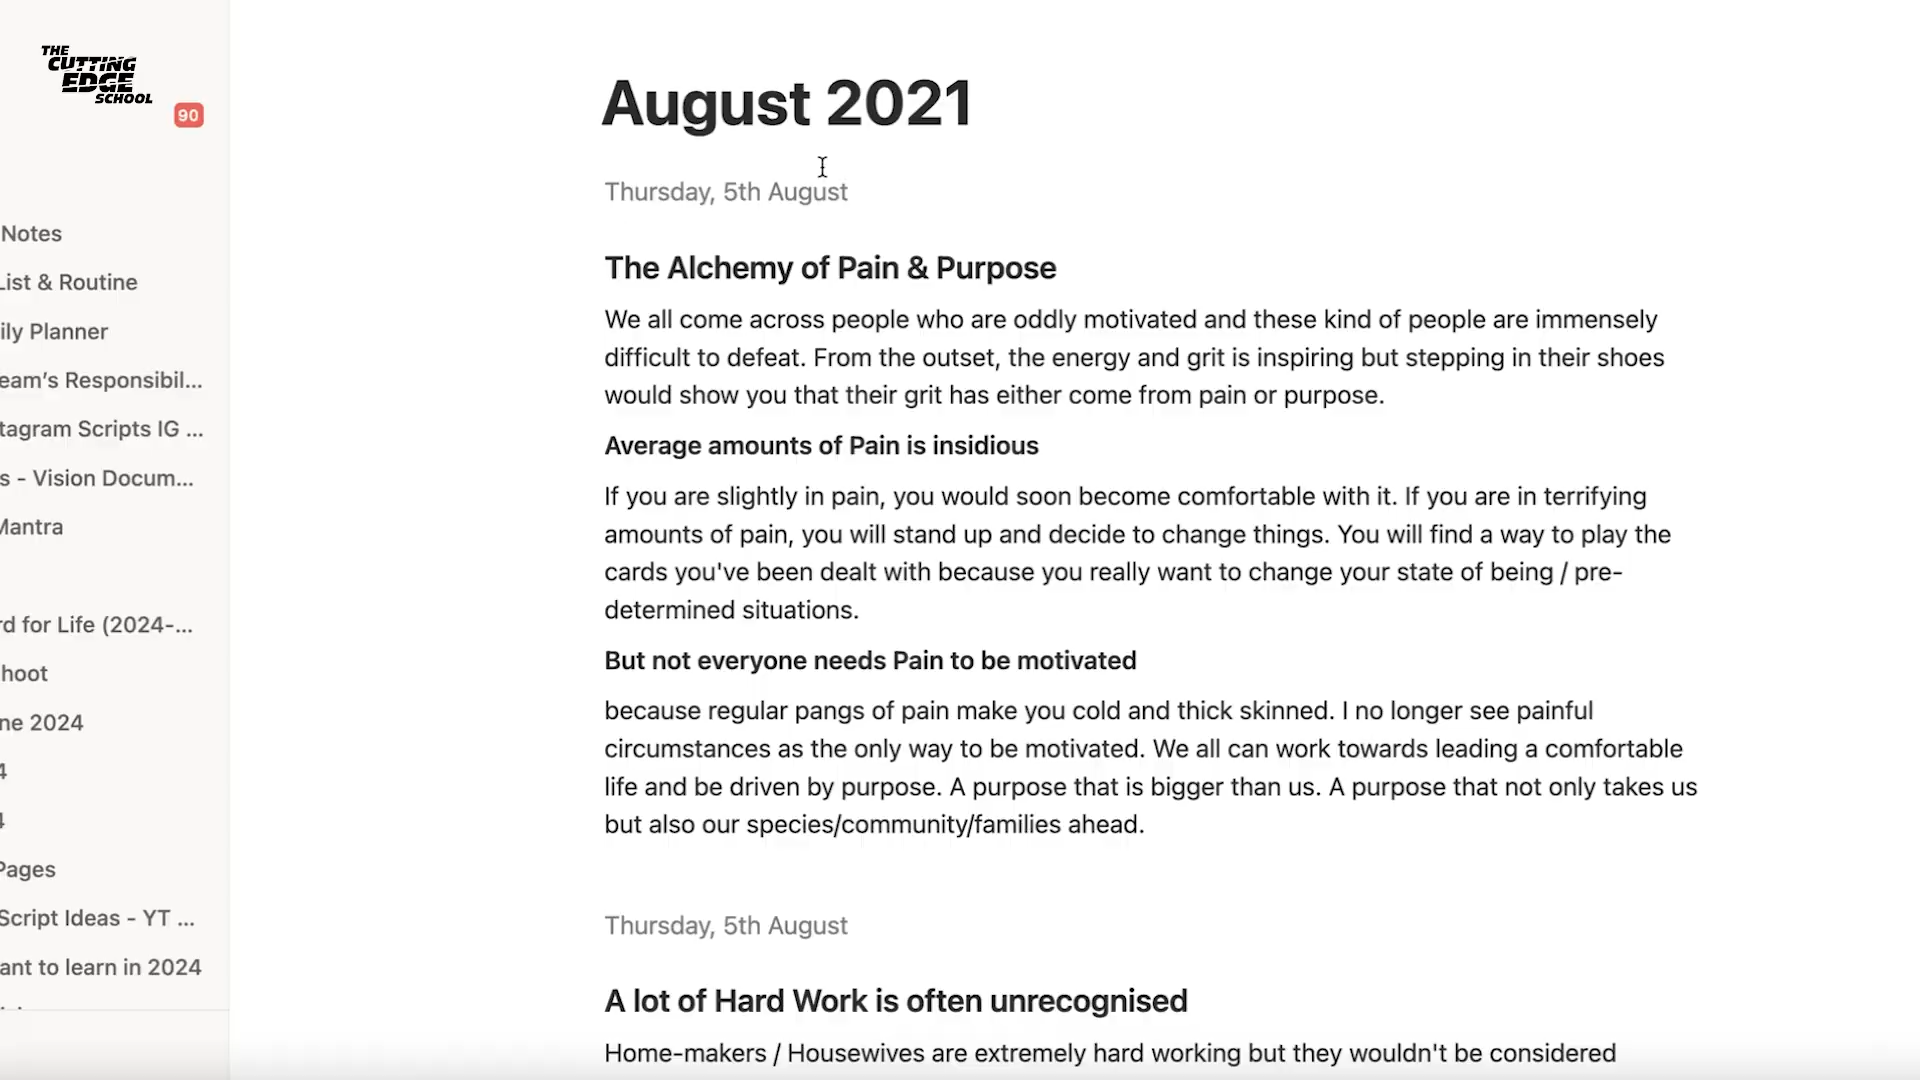 THE
CUTTING
EDGE
SCHOOL
90
Notes
List & Routine
ily Planner
eam's Responsibil...
tagram Scripts IG ...
s - Vision Docum...
Mantra
rd for Life (2024-...
hoot
ne 2024
4
4
Pages
Script Ideas - YT ...
ant to learn in 2024
August 2021
Thursday, 5th August
The Alchemy of Pain & Purpose
We all come across people who are oddly motivated and these kind of people are immensely
difficult to defeat. From the outset, the energy and grit is inspiring but stepping in their shoes
would show you that their grit has either come from pain or purpose.
Average amounts of Pain is insidious
If you are slightly in pain, you would soon become comfortable with it. If you are in terrifying
amounts of pain, you will stand up and decide to change things. You will find a way to play the
cards you've been dealt with because you really want to change your state of being / pre-
determined situations.
But not everyone needs Pain to be motivated
because regular pangs of pain make you cold and thick skinned. I no longer see painful
circumstances as the only way to be motivated. We all can work towards leading a comfortable
life and be driven by purpose. A purpose that is bigger than us. A purpose that not only takes us
but also our species/community/families ahead.
Thursday, 5th August
A lot of Hard Work is often unrecognised
Home-makers / Housewives are extremely hard working but they wouldn't be considered